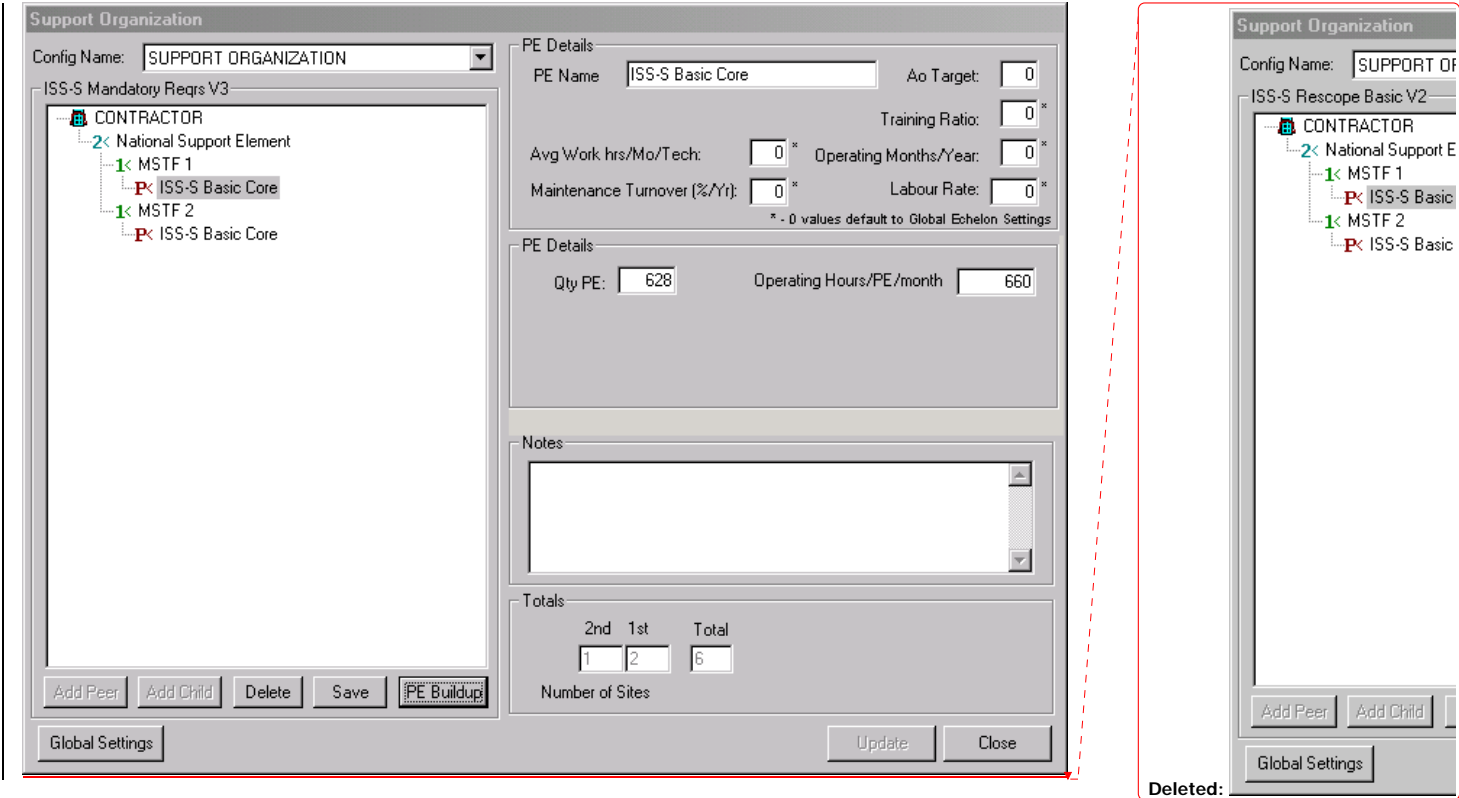 Support Organization
Config Name: SUPPORT ORGANIZATION
ISS-S Mandatory Reqrs V3
CONTRACTOR
2< National Support Element
1< MSTF 1
P< ISS-S Basic Core
1< MSTF 2
P< ISS-S Basic Core
Add Peer Add Child Delete Save PE Buildup
Global Settings
PE Details
PE Name ISS-S Basic Core Ao Target: 0
Training Ratio: 0 *
Avg Work hrs/Mo/Tech: 0 * Operating Months/Year: 0 *
Maintenance Turnover (%/Yr): 0 * Labour Rate: 0 *
* - 0 values default to Global Echelon Settings
PE Details
Qty PE: 628 Operating Hours/PE/month 660
Notes
Totals
2nd 1st Total
1 2 6
Number of Sites
Update Close
Deleted:
Support Organization
Config Name: SUPPORT OF
ISS-S Rescope Basic V2
CONTRACTOR
2< National Support E
1< MSTF 1
P< ISS-S Basic
1< MSTF 2
P< ISS-S Basic
Add Peer Add Child
Global Settings